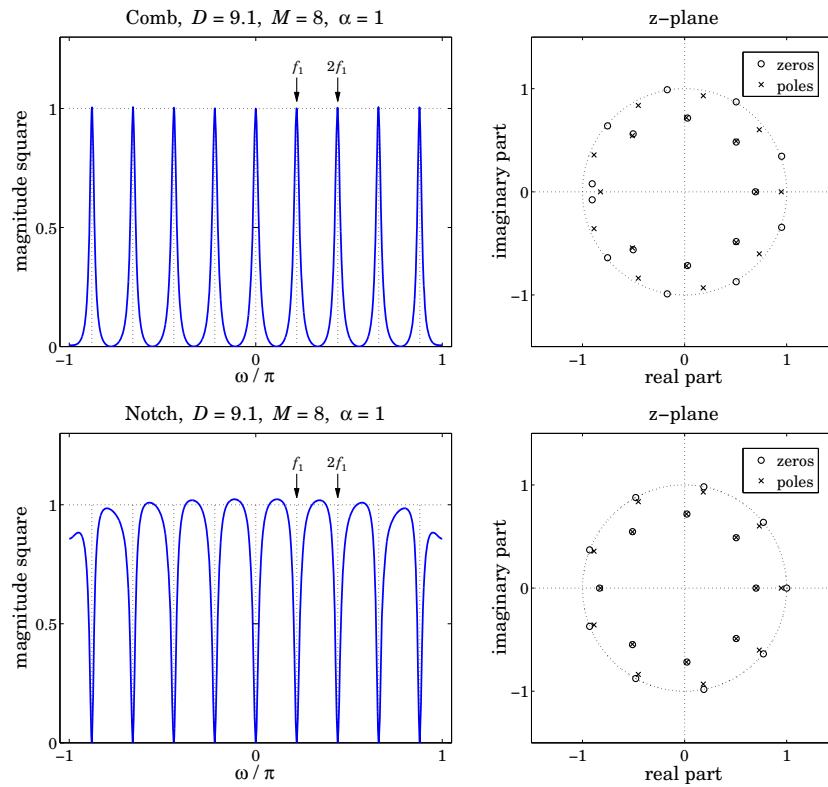 Comb, D = 9.1, M = 8, α = 1
magnitude square
1
0.5
0
f₁
2f₁
−1
0
1
ω / π
z-plane
imaginary part
1
0
−1
zeros
poles
−1
0
1
real part
Notch, D = 9.1, M = 8, α = 1
magnitude square
1
0.5
0
f₁
2f₁
−1
0
1
ω / π
z-plane
imaginary part
1
0
−1
zeros
poles
−1
0
1
real part